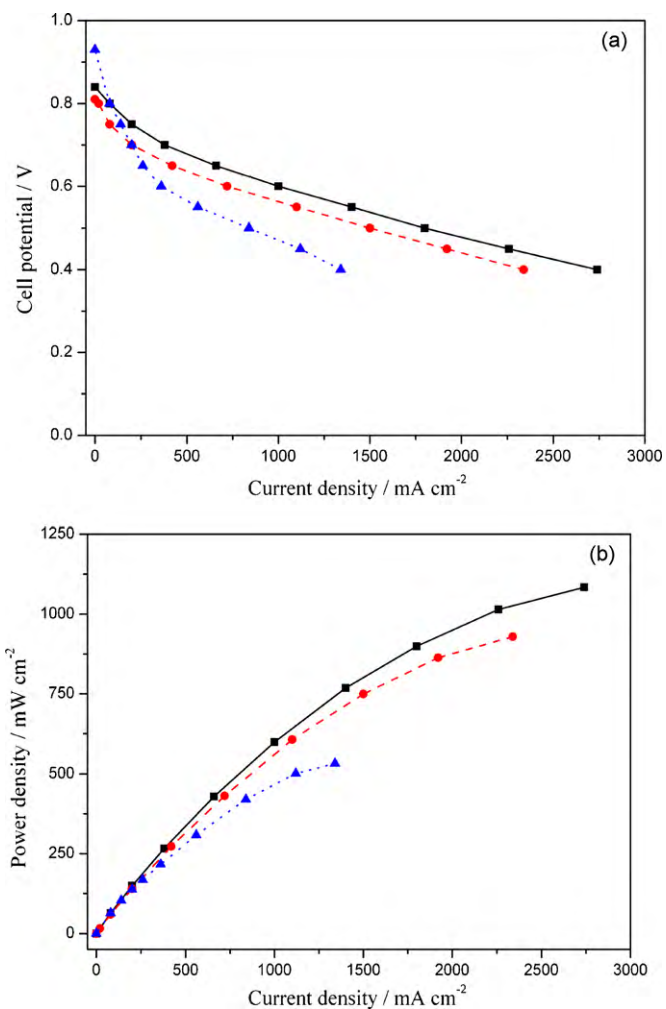 (a)
1.0
0.8
0.6
0.4
0.2
0.0
Cell potential / V
0 500 1000 1500 2000 2500 3000
Current density / mA cm⁻²
(b)
1250
1000
750
500
250
0
Power density / mW cm⁻²
0 500 1000 1500 2000 2500 3000
Current density / mA cm⁻²